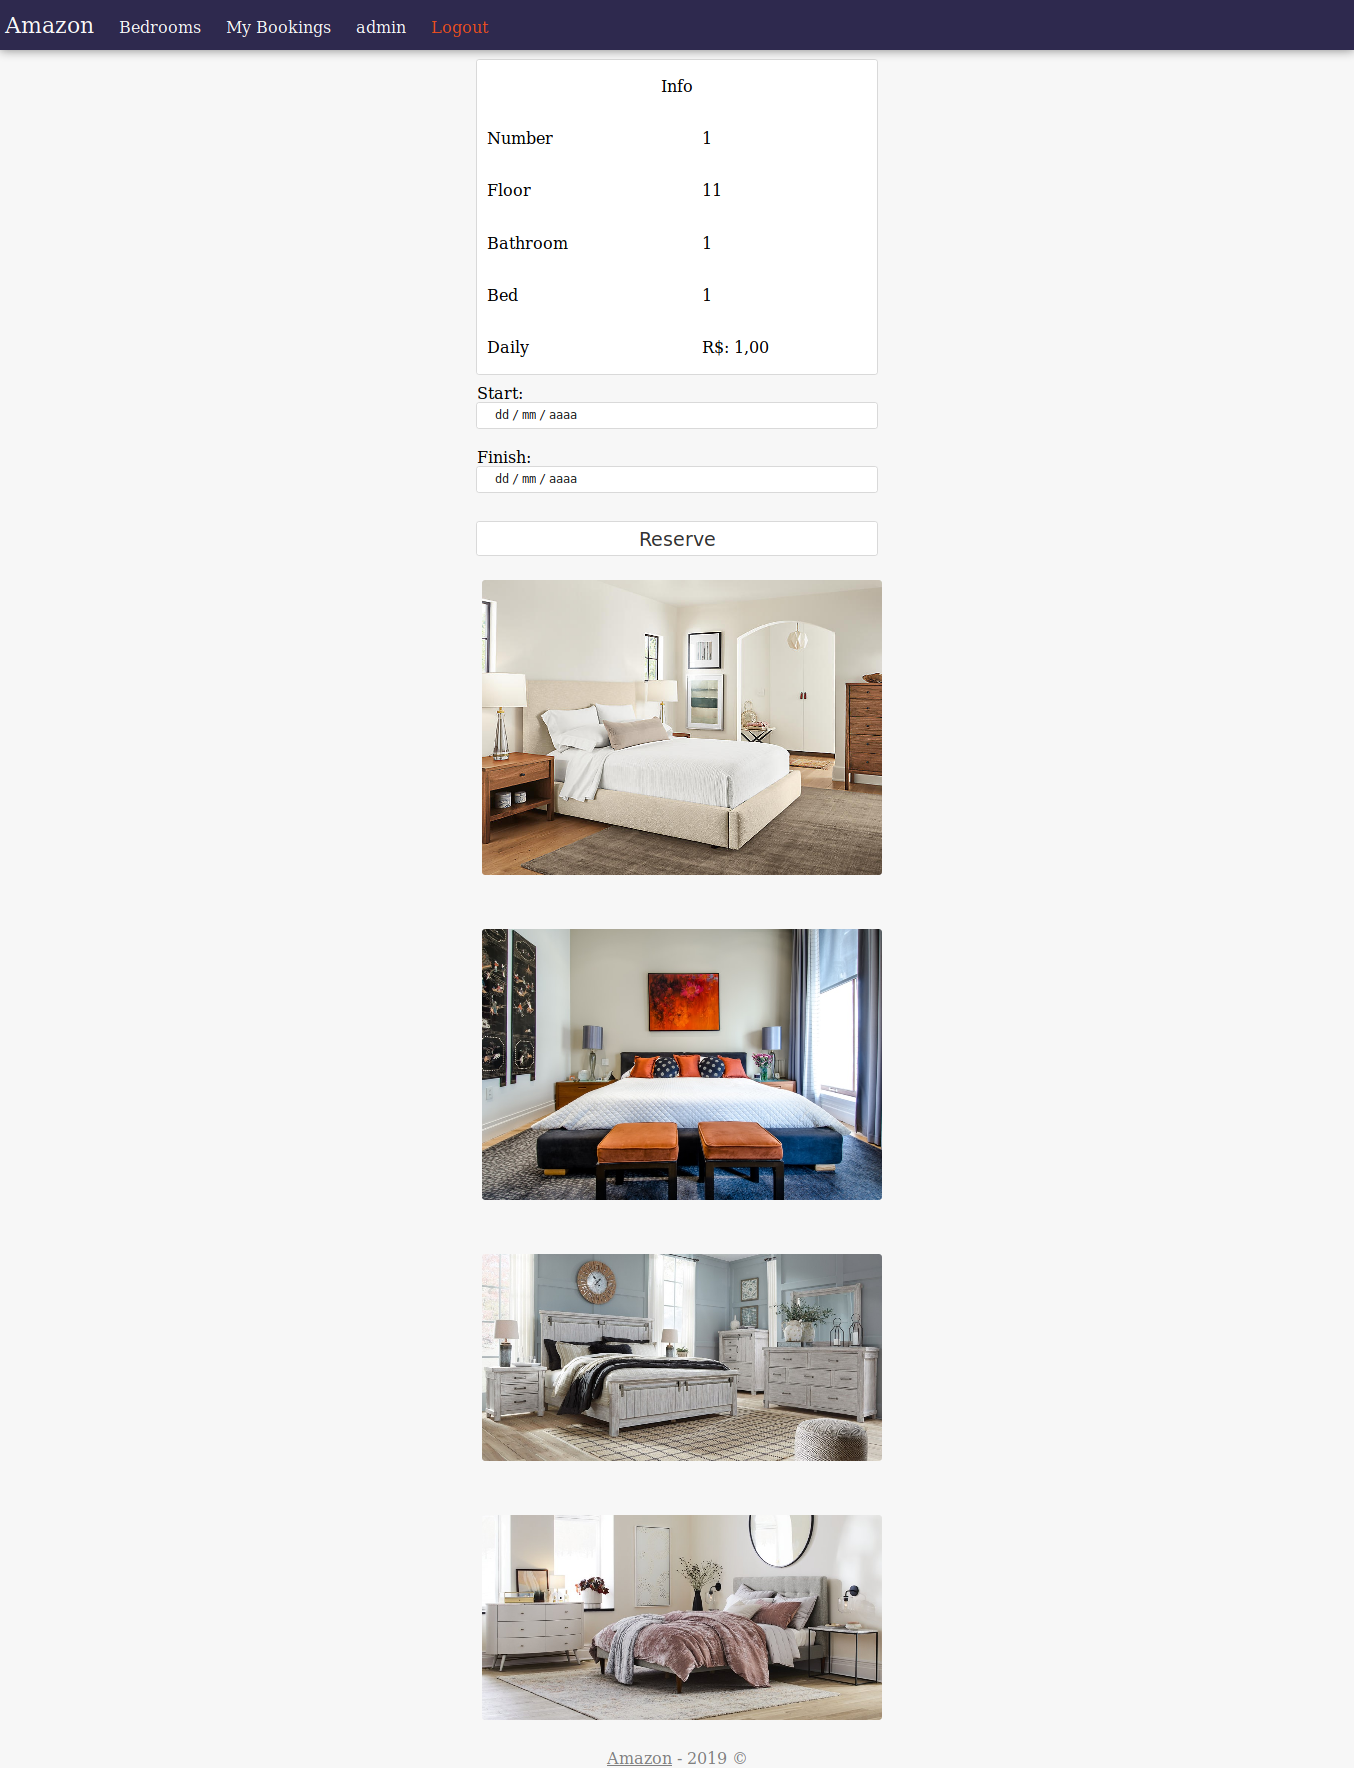 Amazon Bedrooms My Bookings admin Logout
Info
Number 1
Floor 11
Bathroom 1
Bed 1
Daily R$: 1,00
Start:
dd / mm / aaaa
Finish:
dd / mm / aaaa
Reserve
Amazon - 2019 ©